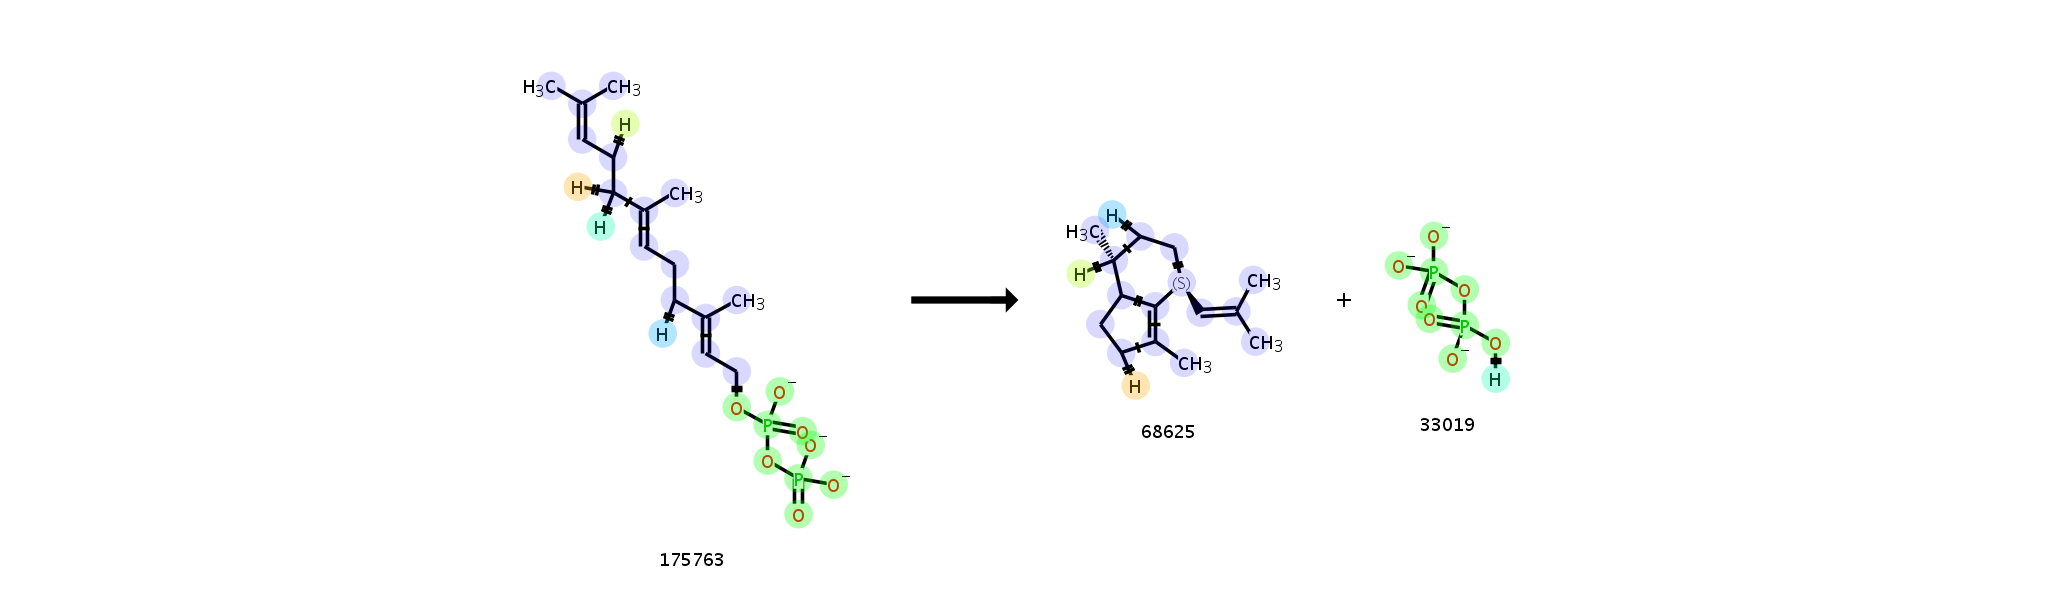 H3C CH3
H
H CH3
H
CH3
H
O O−
P O O−
O P O−
O
175763
H
H3C
H (S) CH3
CH3
CH3
H
68625
+
O−
O− P O
O O P
O− O
H
33019